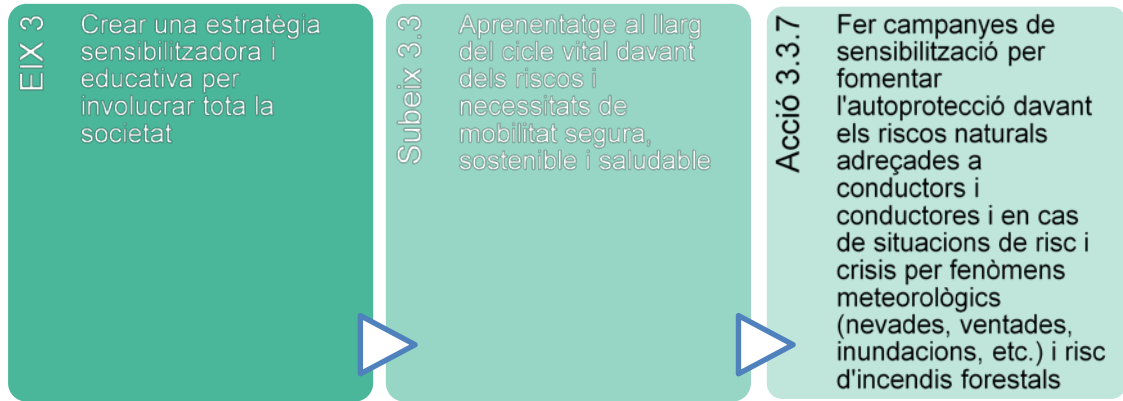 EIX 3
Crear una estratègia
sensibilitzadora i
educativa per
involucrar tota la
societat
Subeix 3.3
Aprenentatge al llarg
del cicle vital davant
dels riscos i
necessitats de
mobilitat segura,
sostenible i saludable
Acció 3.3.7
Fer campanyes de
sensibilització per
fomentar
l'autoprotecció davant
els riscos naturals
adreçades a
conductors i
conductores i en cas
de situacions de risc i
crisis per fenòmens
meteorològics
(nevades, ventades,
inundacions, etc.) i risc
d'incendis forestals